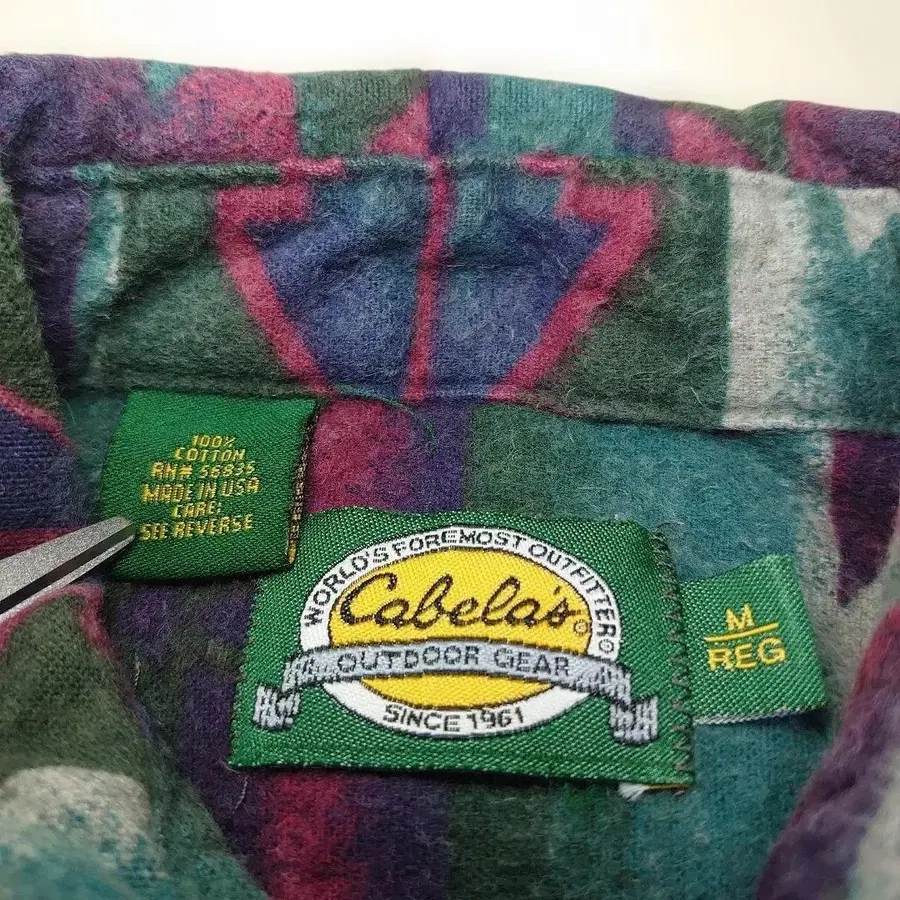 100%
COTTON
RN# 56835
MADE IN USA
CARE:
SEE REVERSE
WORLD'S FOREMOST OUTFITTER®
Cabela's®
OUTDOOR GEAR
SINCE 1961
M
REG